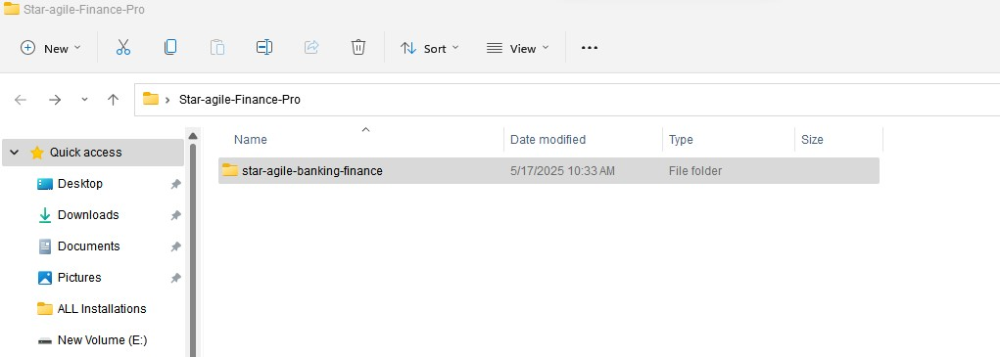 Star-agile-Finance-Pro
New Sort View
Star-agile-Finance-Pro
Name Date modified Type Size
Quick access
star-agile-banking-finance 5/17/2025 10:33 AM File folder
Desktop
Downloads
Documents
Pictures
ALL Installations
New Volume (E:)